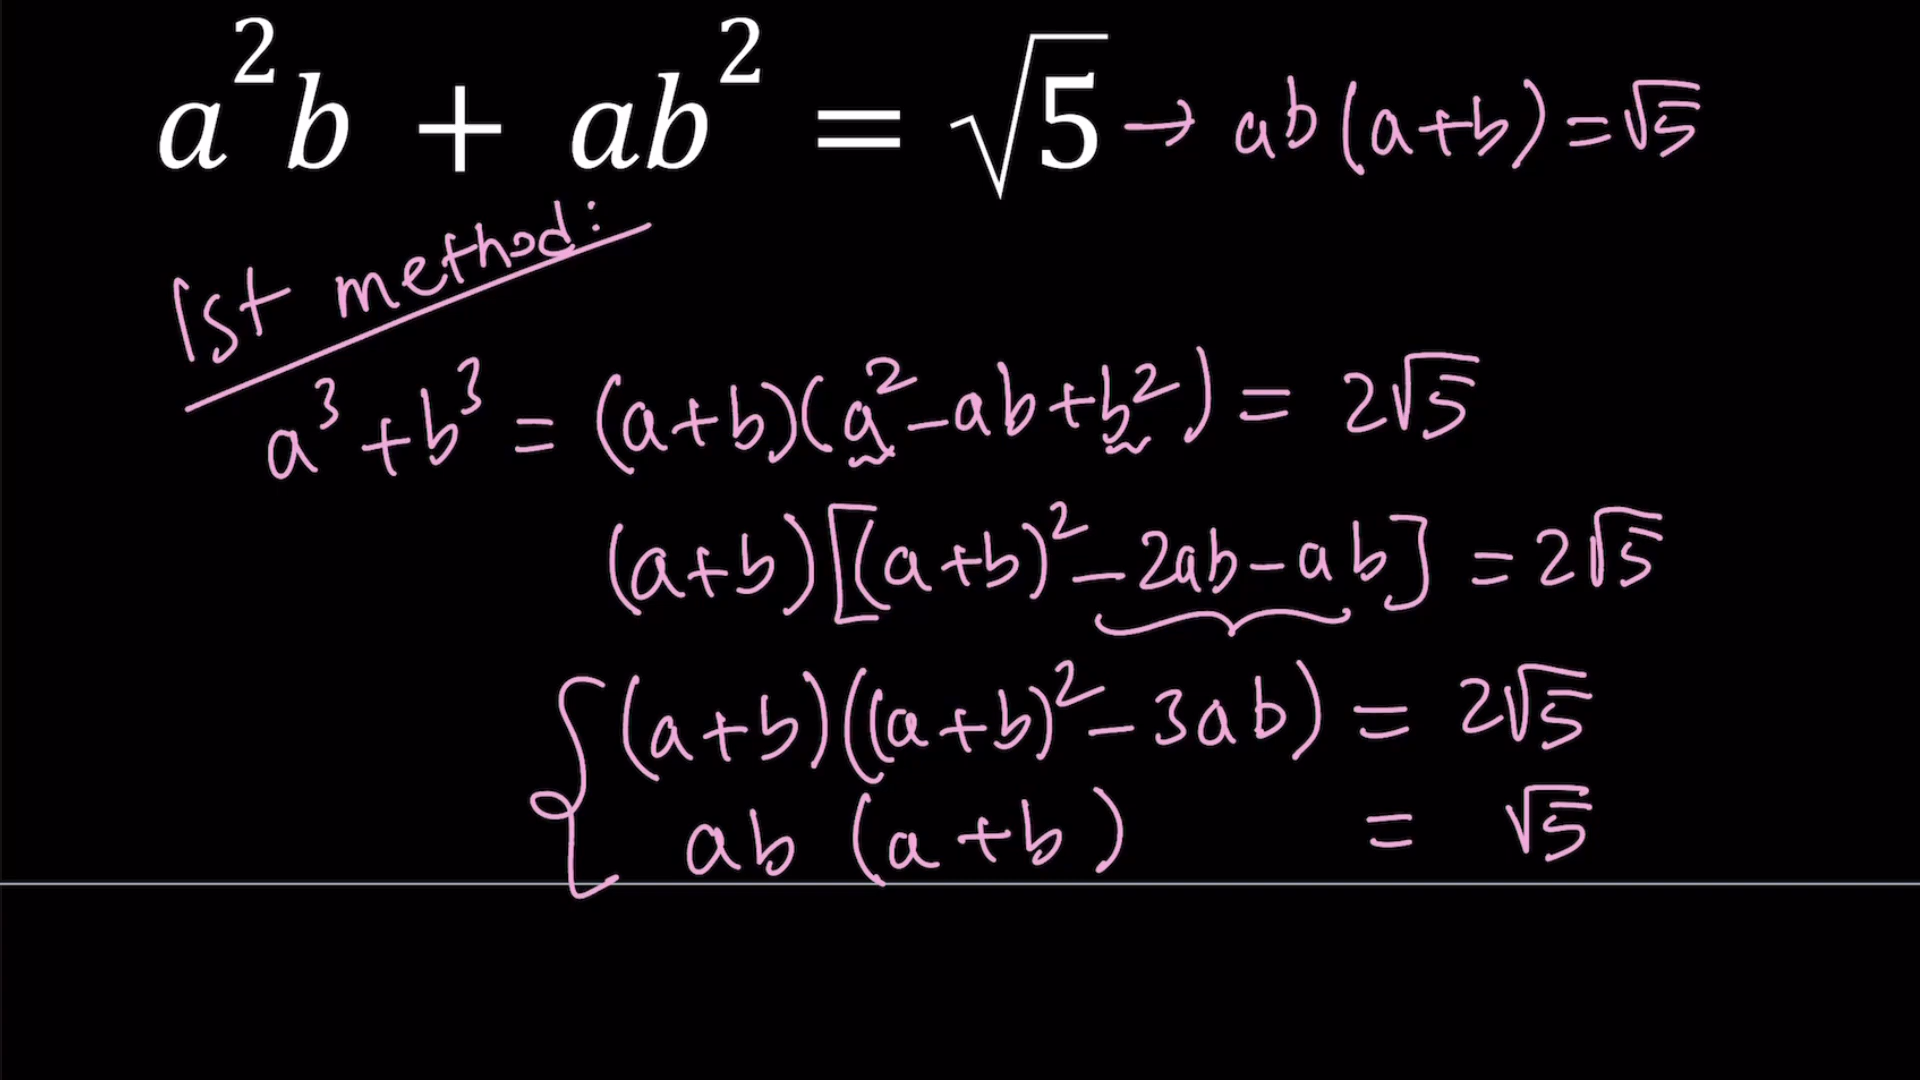 a²b + ab² = √5 → ab(a+b) = √5
1st method:
a³+b³ = (a+b)(a²-ab+b²) = 2√5
(a+b)[(a+b)²-2ab-ab] = 2√5
(a+b)((a+b)²-3ab) = 2√5
ab (a+b) = √5